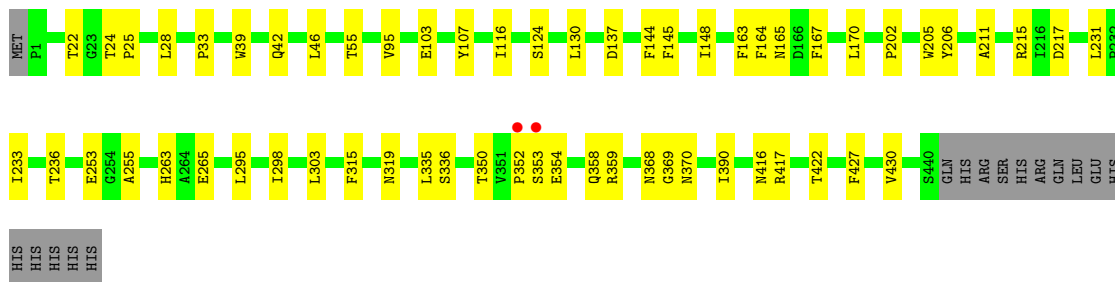 MET P1 T22 G23 T24 P25 L28 P33 W39 Q42 L46 T55 V95 E103 Y107 I116 S124 L130 D137 F144 F145 I148 F163 F164 N165 D166 F167 L170 P202 W205 Y206 A211 R215 I216 D217 L231 P232
I233 T236 E253 G254 A255 H263 A264 E265 L295 I298 L303 F315 N319 L335 S336 T350 V351 P352 S353 E354 Q358 R359 N368 G369 N370 I390 N416 R417 T422 F427 V430 S440 GLN HIS ARG SER HIS ARG GLN LEU GLU HIS
HIS HIS HIS HIS HIS